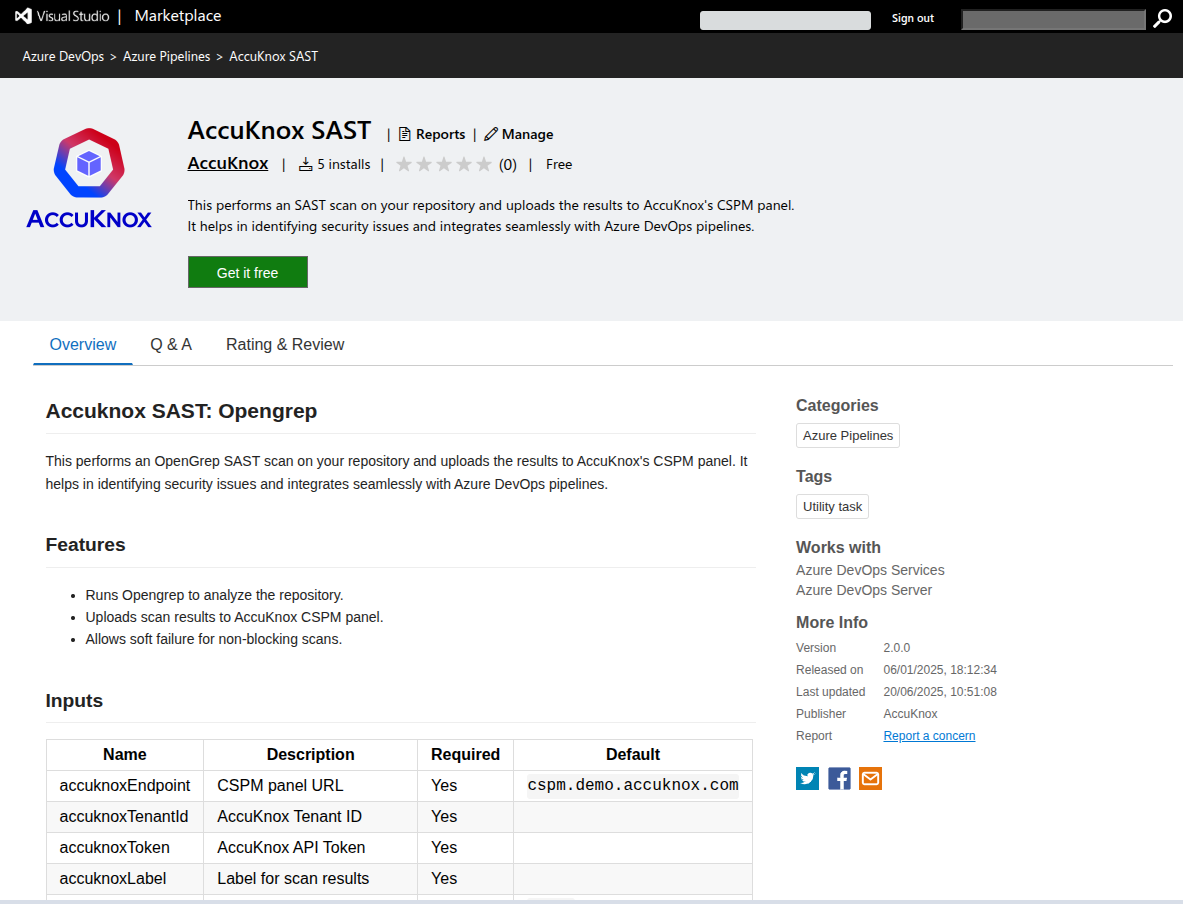 Visual Studio | Marketplace
Sign out
Azure DevOps > Azure Pipelines > AccuKnox SAST
ACCUKNOX
AccuKnox SAST | Reports | Manage
AccuKnox | 5 installs | (0) | Free
This performs an SAST scan on your repository and uploads the results to AccuKnox's CSPM panel.
It helps in identifying security issues and integrates seamlessly with Azure DevOps pipelines.
Get it free
Overview Q & A Rating & Review
Accuknox SAST: Opengrep
This performs an OpenGrep SAST scan on your repository and uploads the results to AccuKnox's CSPM panel. It
helps in identifying security issues and integrates seamlessly with Azure DevOps pipelines.
Features
• Runs Opengrep to analyze the repository.
• Uploads scan results to AccuKnox CSPM panel.
• Allows soft failure for non-blocking scans.
Inputs
Name Description Required Default
accuknoxEndpoint CSPM panel URL Yes cspm.demo.accuknox.com
accuknoxTenantId AccuKnox Tenant ID Yes
accuknoxToken AccuKnox API Token Yes
accuknoxLabel Label for scan results Yes
Categories
Azure Pipelines
Tags
Utility task
Works with
Azure DevOps Services
Azure DevOps Server
More Info
Version 2.0.0
Released on 06/01/2025, 18:12:34
Last updated 20/06/2025, 10:51:08
Publisher AccuKnox
Report Report a concern